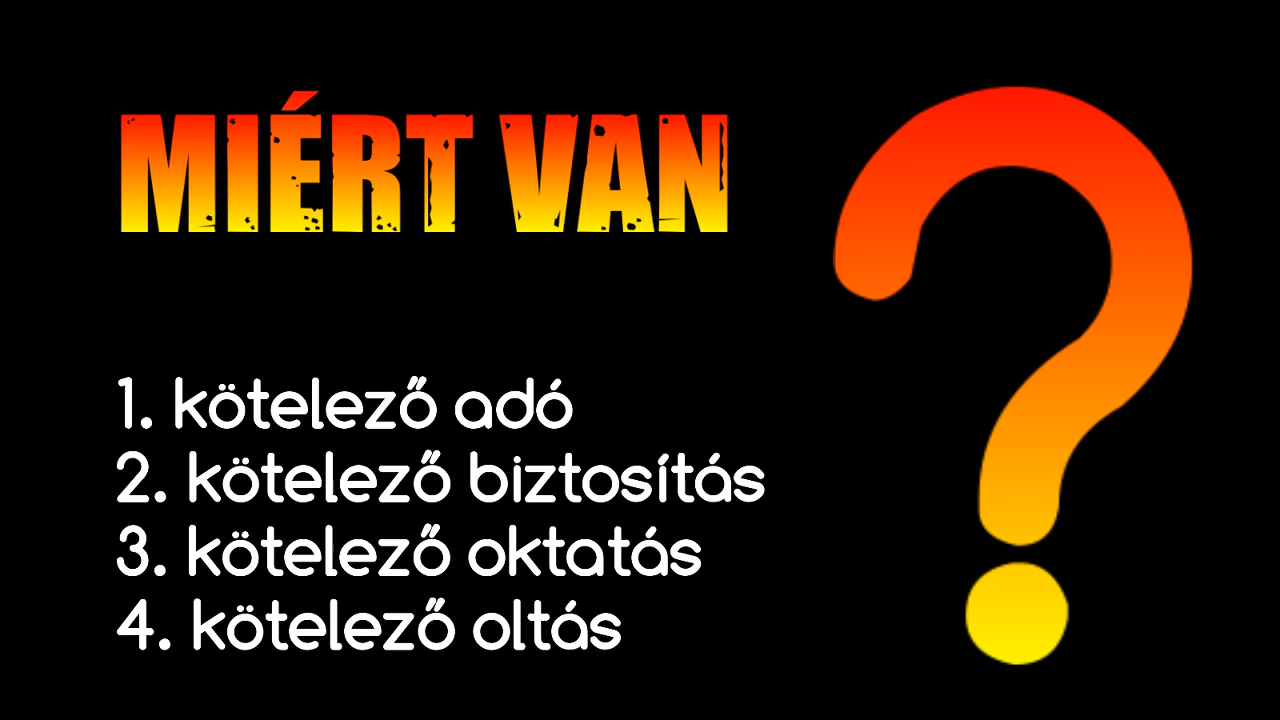 MIÉRT VAN ?
1. kötelező adó
2. kötelező biztosítás
3. kötelező oktatás
4. kötelező oltás